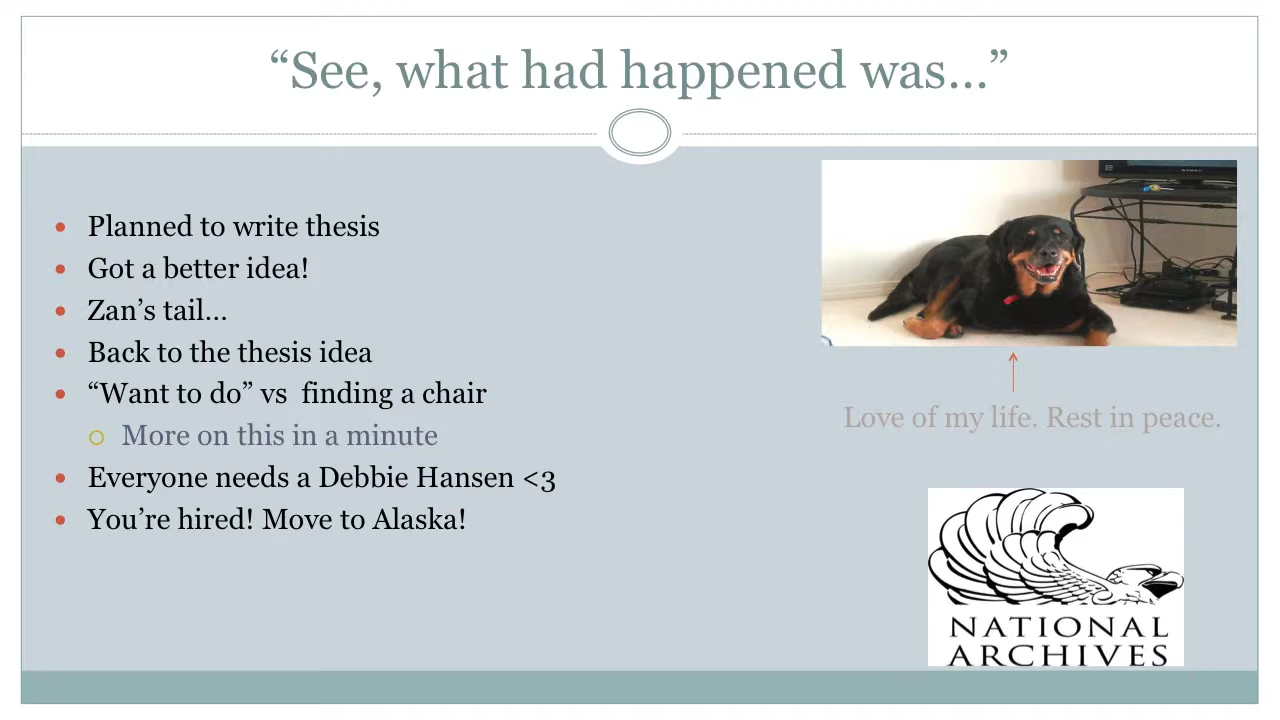 “See, what had happened was…”
Planned to write thesis
Got a better idea!
Zan’s tail…
Back to the thesis idea
“Want to do” vs  finding a chair
More on this in a minute
Everyone needs a Debbie Hansen <3
You’re hired! Move to Alaska!
Love of my life. Rest in peace.
NATIONAL
ARCHIVES